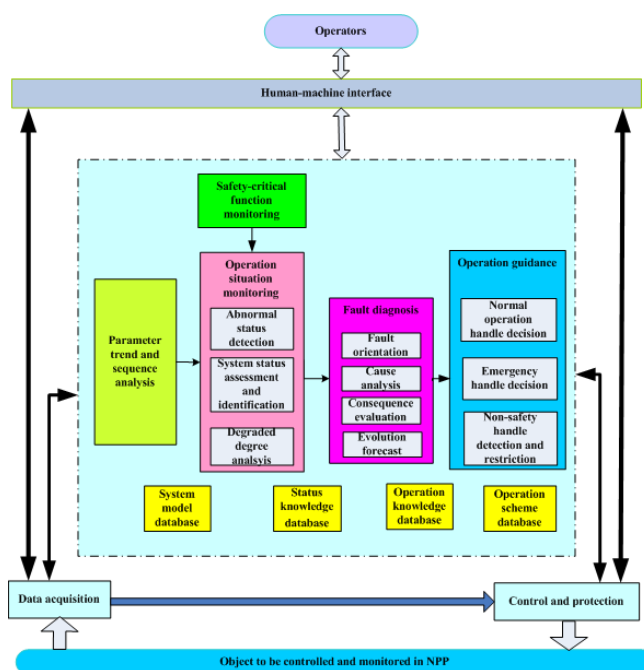 Operators
Human-machine interface
Safety-critical
function monitoring
Operation
situation
monitoring
Abnormal
status
detection
System status
assessment
and
identification
Degraded
degree
analsyis
Parameter
trend and
sequence
analysis
Fault diagnosis
Fault
orientation
Cause
analysis
Consequence
evaluation
Evolution
forecast
Operation guidance
Normal
operation
handle decision
Emergency
handle decision
Non-safety
handle
detection and
restriction
System
model
database
Status
knowledge
database
Operation
knowledge
database
Operation
scheme
database
Data acquisition
Control and protection
Object to be controlled and monitored in NPP